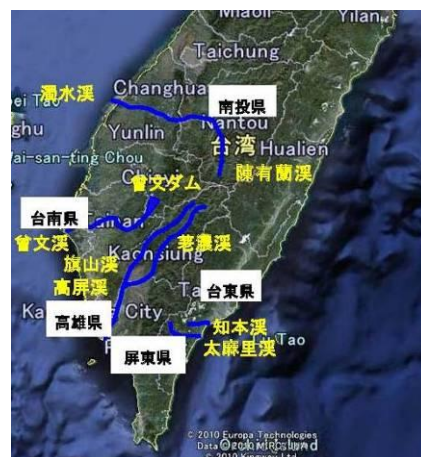 Miaoli
Yilan
Taichung
Changhua
濁水渓
南投県
Nantou
Yunlin
台湾
Hualien
陳有蘭渓
曾文ダム
台南県
曾文渓
Kaohsiung
荖濃渓
旗山渓
高屏渓
台東県
City
高雄県
知本渓
太麻里渓
Tao
屏東県
© 2010 Europa Technologies